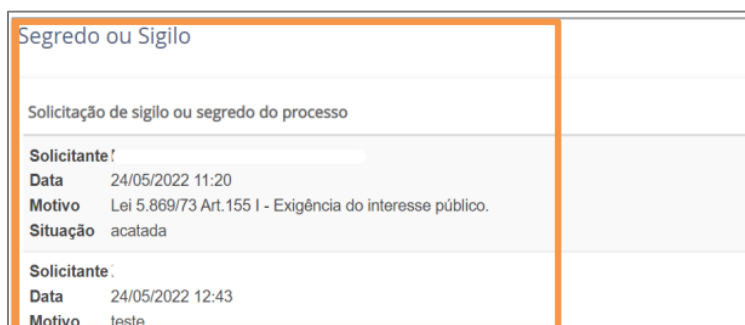 Segredo ou Sigilo
Solicitação de sigilo ou segredo do processo
Solicitante
Data 24/05/2022 11:20
Motivo Lei 5.869/73 Art.155 I - Exigência do interesse público.
Situação acatada
Solicitante
Data 24/05/2022 12:43
Motivo teste